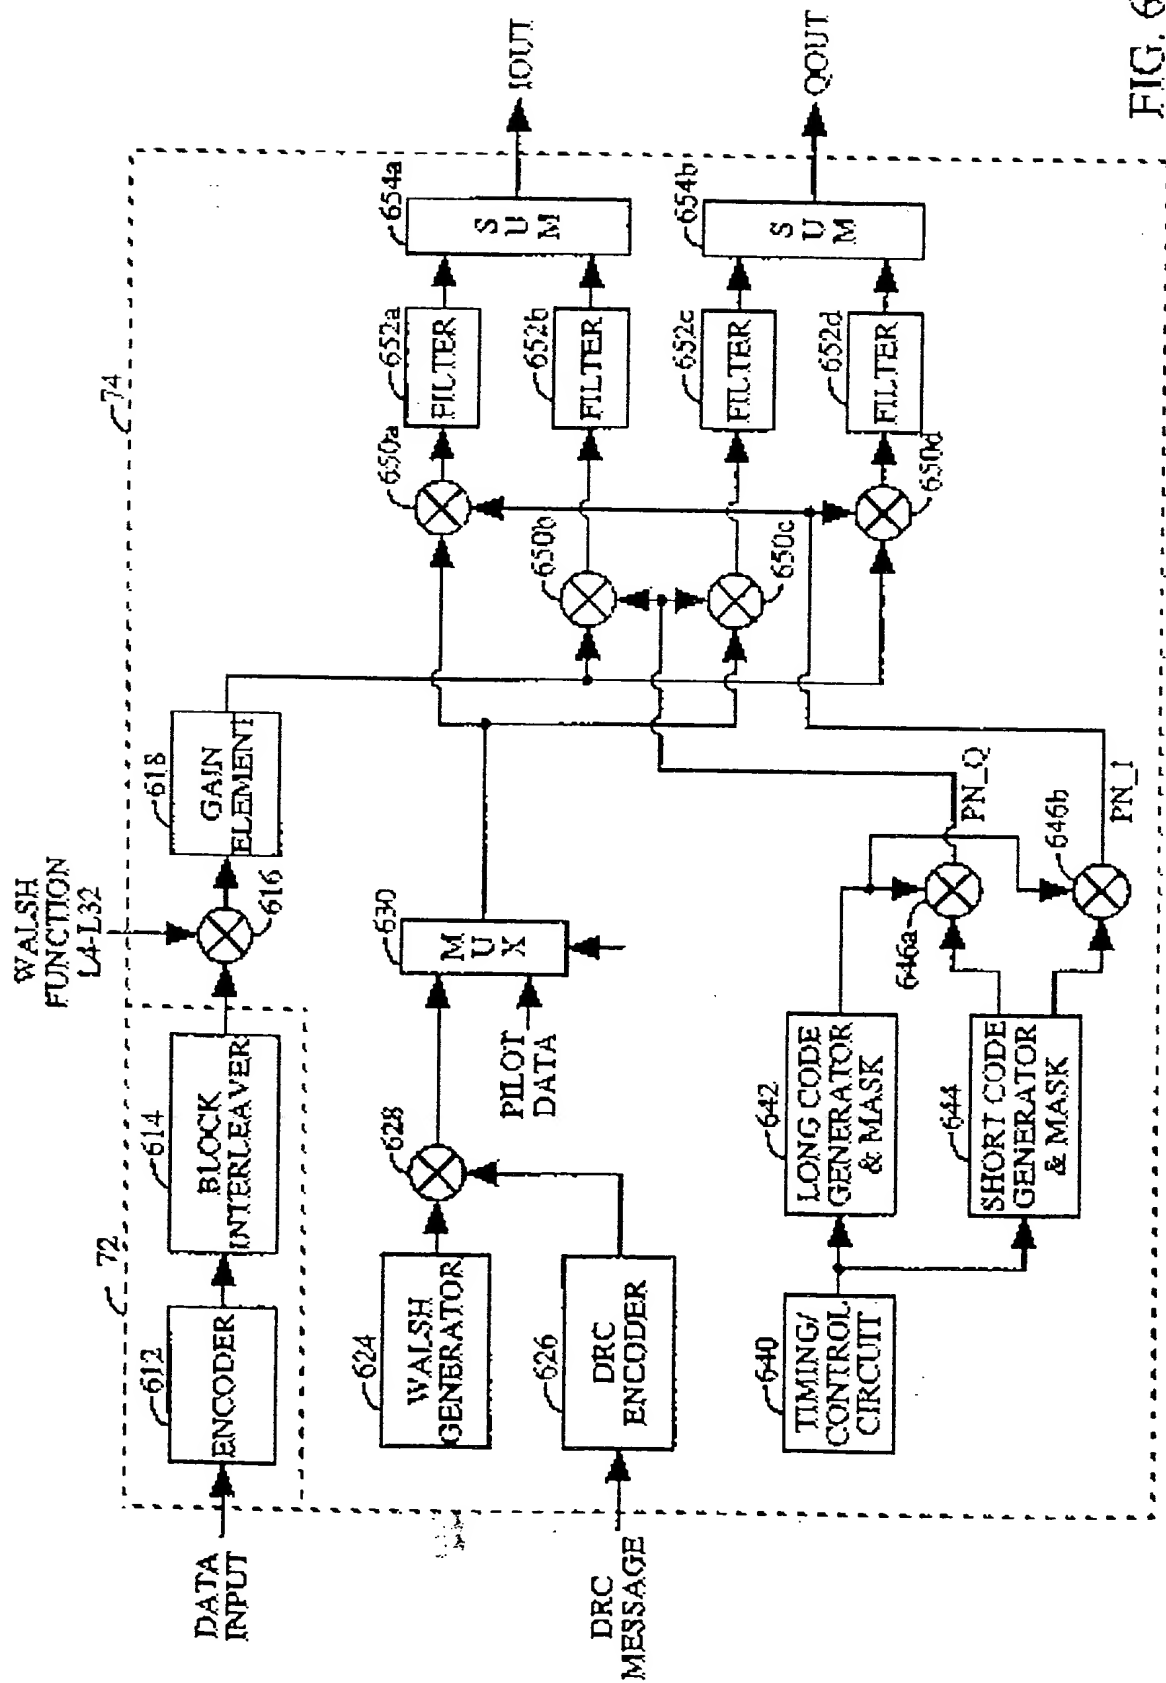 DATA
INPUT
72
612
ENCODER
614
BLOCK
INTERLEAVER
WALSH
FUNCTION
L4-L32
616
618
GAIN
ELEMENT
74
624
WALSH
GENERATOR
628
DRC
MESSAGE
626
DRC
ENCODER
630
M
U
X
PILOT
DATA
640
TIMING/
CONTROL
CIRCUIT
642
LONG CODE
GENERATOR
& MASK
644
SHORT CODE
GENERATOR
& MASK
646a
PN_Q
646b
PN_I
650a
650b
650c
650d
652a
FILTER
652b
FILTER
652c
FILTER
652d
FILTER
654a
S
U
M
654b
S
U
M
IOUT
QOUT
FIG. 6